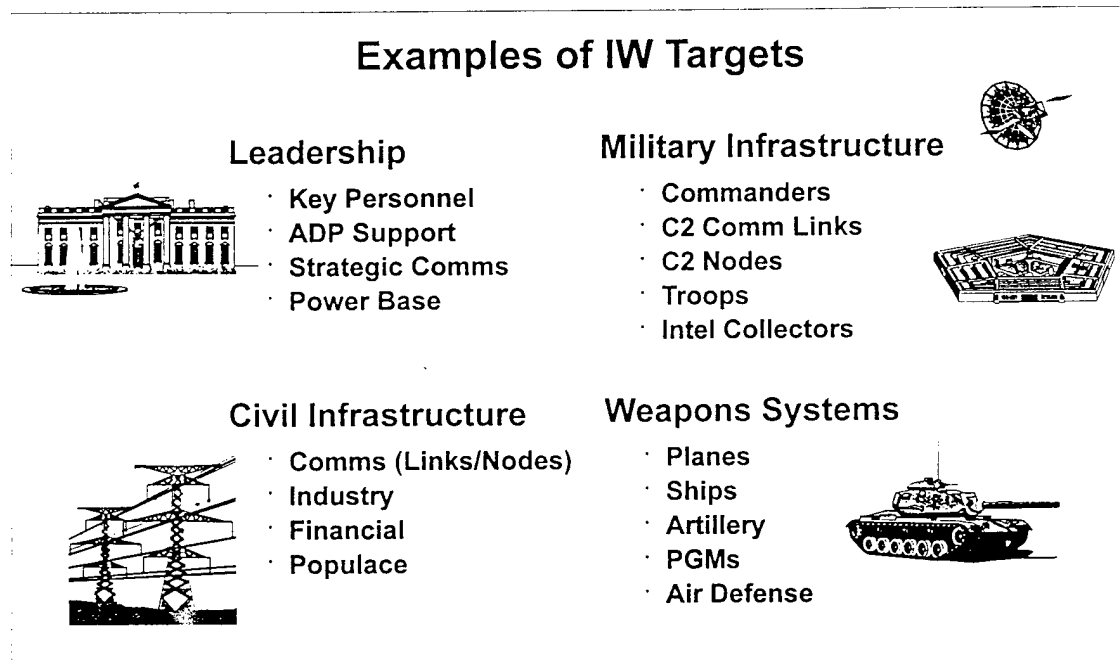 Examples of IW Targets
Leadership
· Key Personnel
· ADP Support
· Strategic Comms
· Power Base
Military Infrastructure
· Commanders
· C2 Comm Links
· C2 Nodes
· Troops
· Intel Collectors
Civil Infrastructure
· Comms (Links/Nodes)
· Industry
· Financial
· Populace
Weapons Systems
· Planes
· Ships
· Artillery
· PGMs
· Air Defense